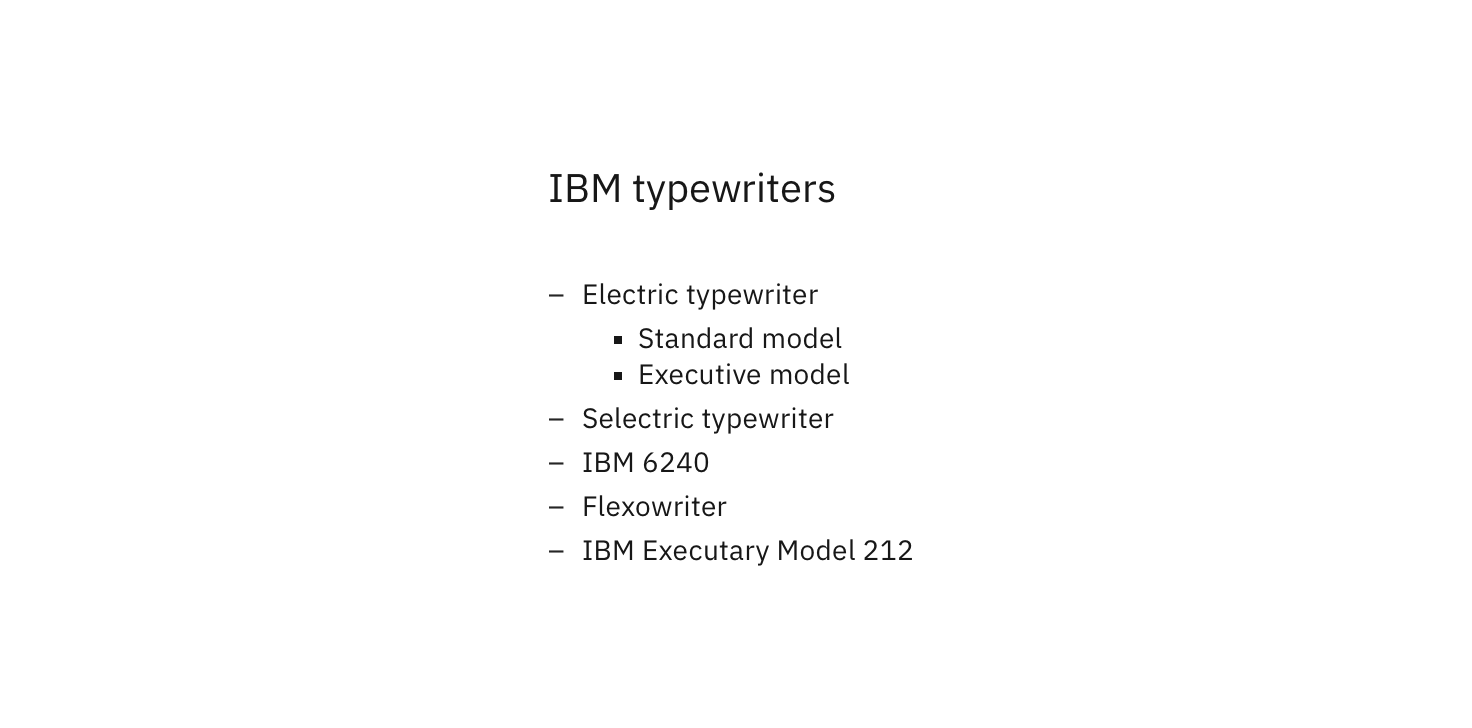 IBM typewriters
– Electric typewriter
▪ Standard model
▪ Executive model
– Selectric typewriter
– IBM 6240
– Flexowriter
– IBM Executary Model 212